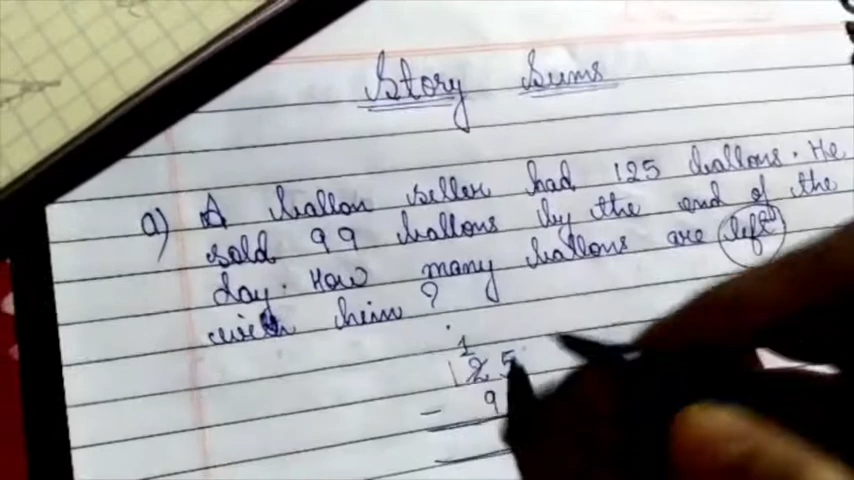 Story Sums
a) A ballon seller had 125 ballons. He
sold 99 ballons by the end of the
day. How many ballons are left
with him ?
1
125
- 9